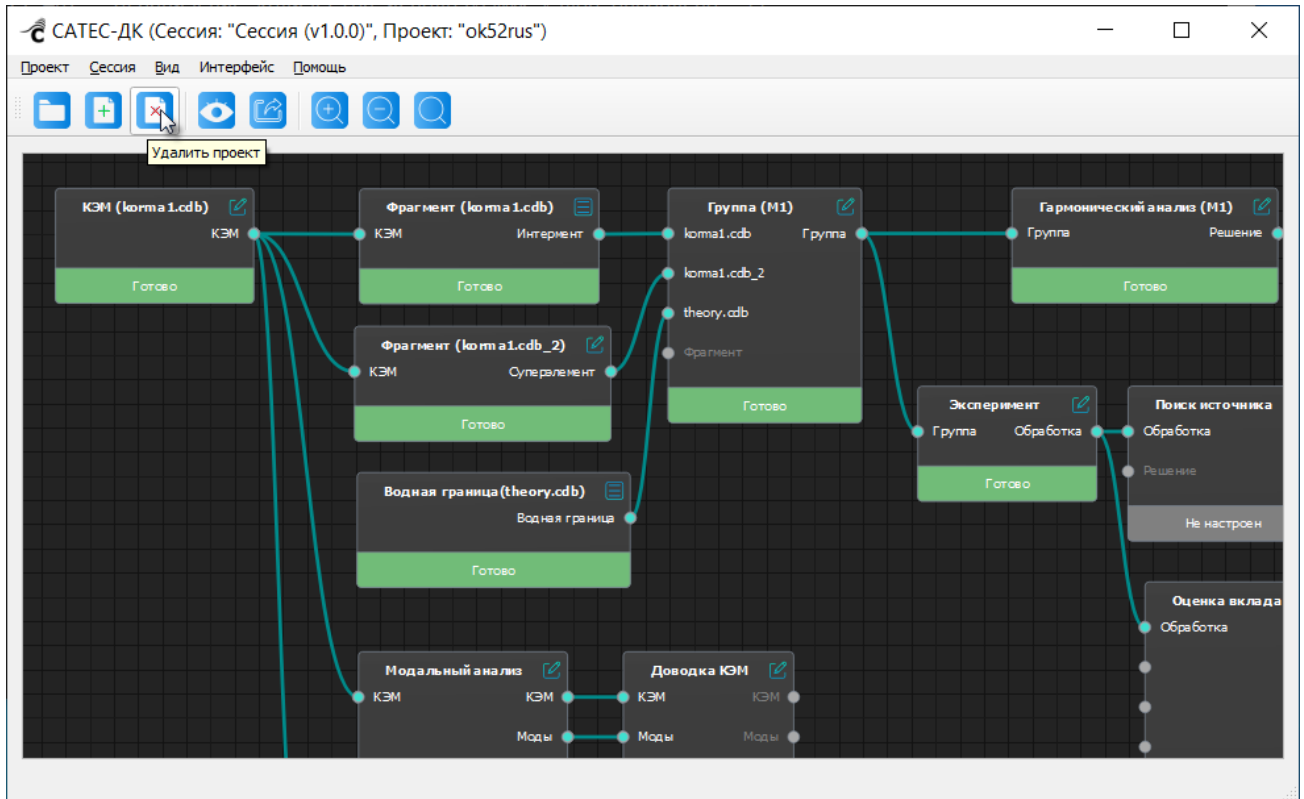 САТЕС-ДК (Сессия: "Сессия (v1.0.0)", Проект: "ok52rus")
Проект Сессия Вид Интерфейс Помощь
Удалить проект
КЭМ (korma1.cdb)
КЭМ
Готово
Фрагмент (korma1.cdb)
КЭМ Интермент
Готово
Фрагмент (korma1.cdb_2)
КЭМ Суперэлемент
Готово
Водная граница(theory.cdb)
Водная граница
Готово
Группа (М1)
korma1.cdb Группа
korma1.cdb_2
theory.cdb
Фрагмент
Готово
Гармонический анализ (М1)
Группа Решение
Готово
Эксперимент
Группа Обработка
Готово
Поиск источника
Обработка
Решение
Не настроен
Оценка вклада
Обработка
Модальный анализ
КЭМ КЭМ
Моды
Доводка КЭМ
КЭМ КЭМ
Моды Моды